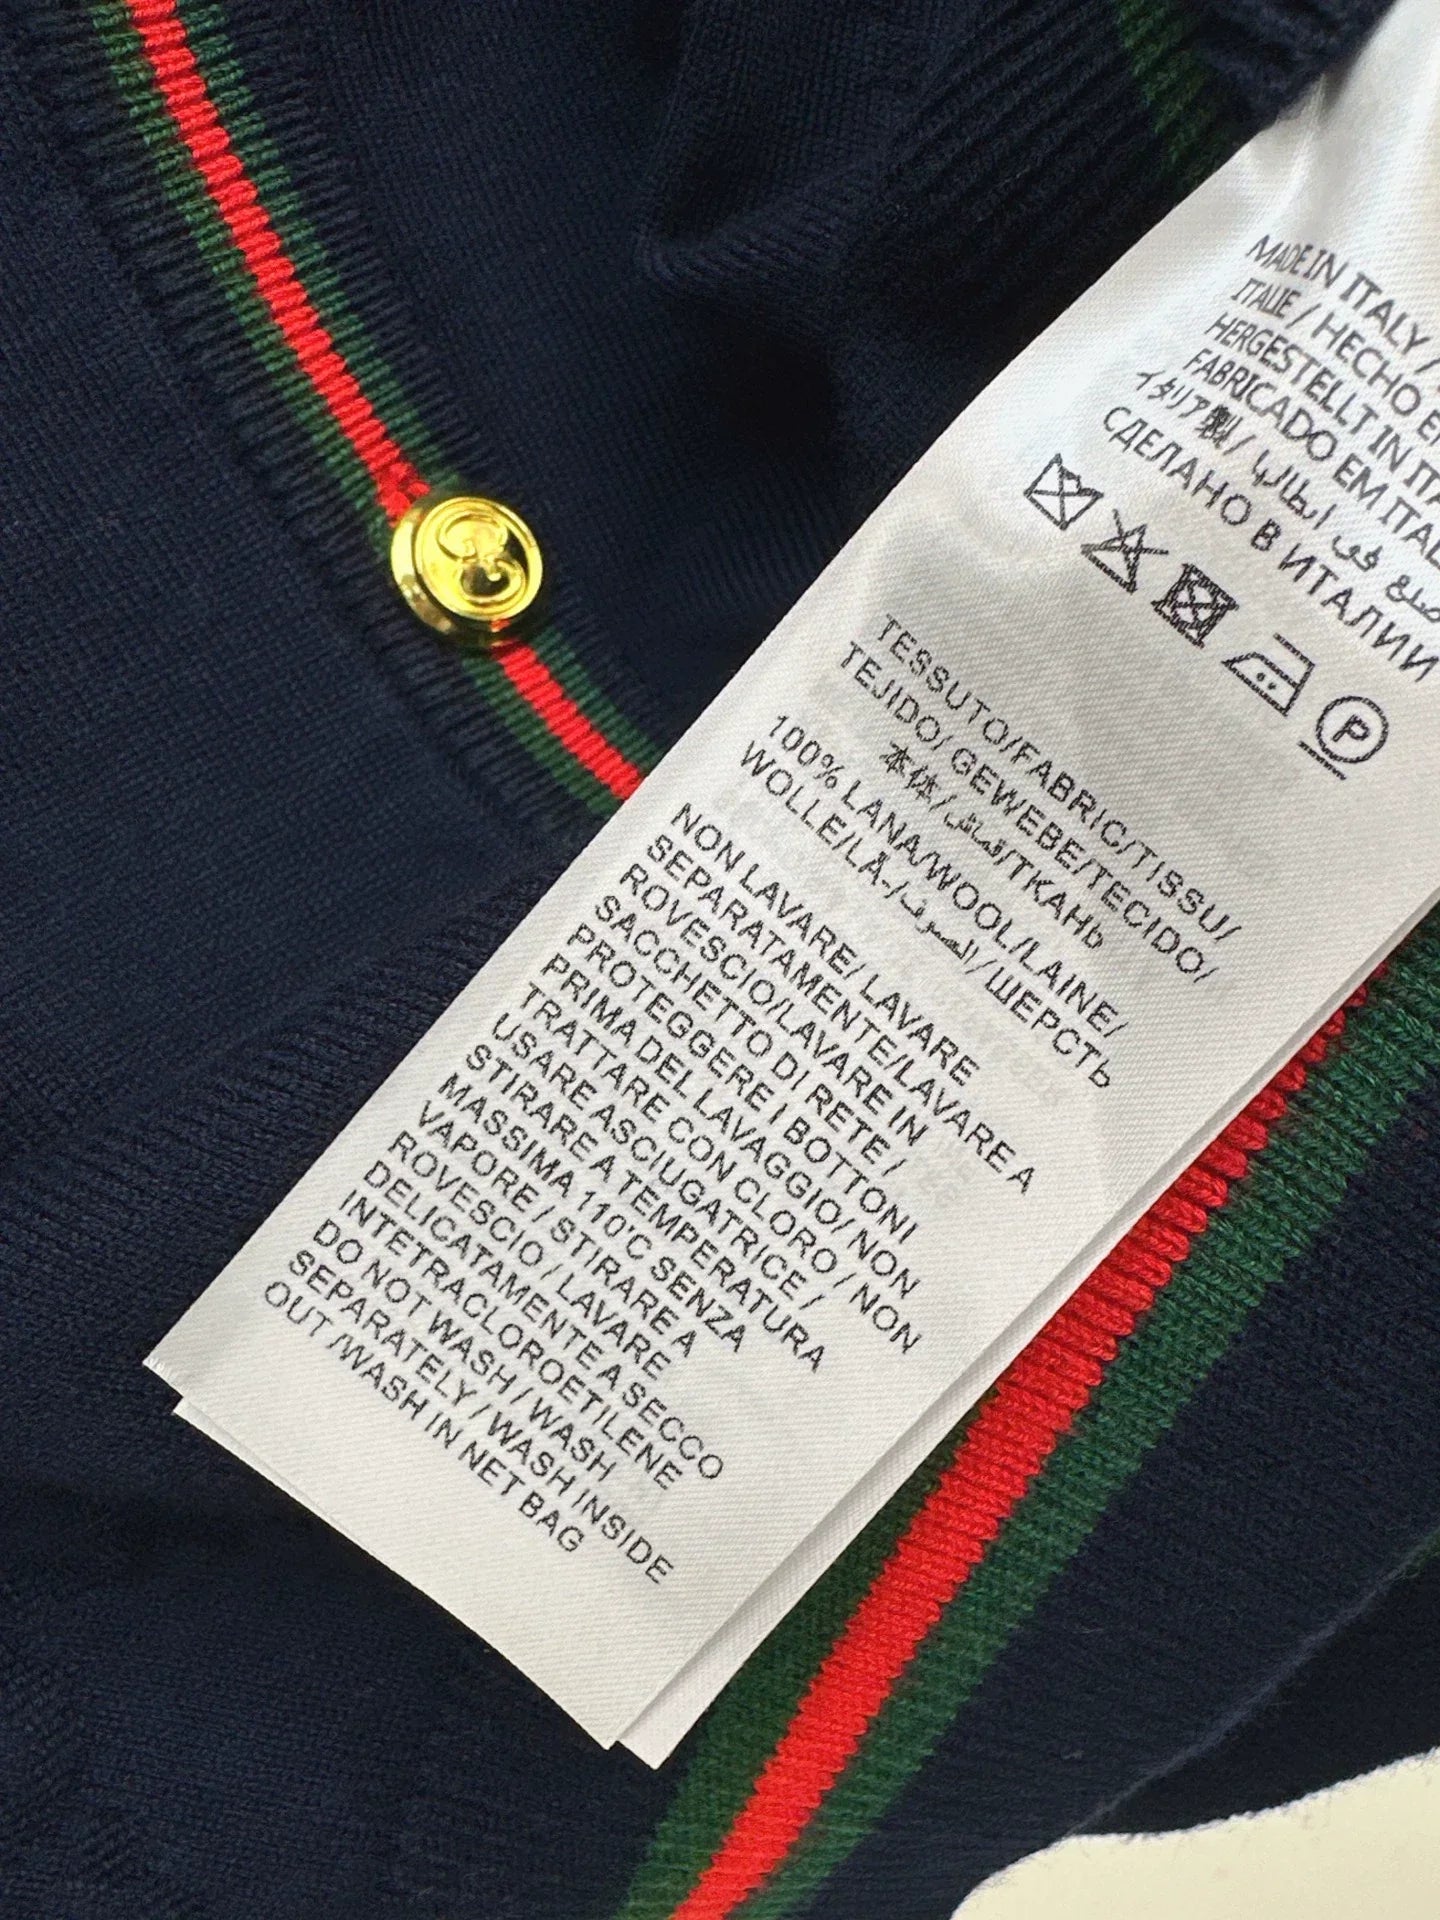 MADE IN ITALY /
ITALIE / HECHO
HERGESTELLT IN
FABRICADO EM
イタリア製 / صنع في ايطاليا
СДЕЛАНО В ИТАЛИИ
P
TESSUTO/FABRIC/TISSU/
TEJIDO/ GEWEBE/TECIDO/
本体/قماش/ТКАНЬ
100% LANA/WOOL/LAINE/
WOLLE/LÃ-/الصوف/ШЕРСТЬ
NON LAVARE/ LAVARE
SEPARATAMENTE/LAVARE A
ROVESCIO/LAVARE IN
SACCHETTO DI RETE /
PROTEGGERE I BOTTONI
PRIMA DEL LAVAGGIO/ NON
TRATTARE CON CLORO / NON
USARE ASCIUGATRICE /
STIRARE A TEMPERATURA
MASSIMA 110'C SENZA
VAPORE / STIRARE A
ROVESCIO / LAVARE
DELICATAMENTE A SECCO
INTETRACLOROETILENE
DO NOT WASH / WASH
SEPARATELY / WASH INSIDE
OUT /WASH IN NET BAG